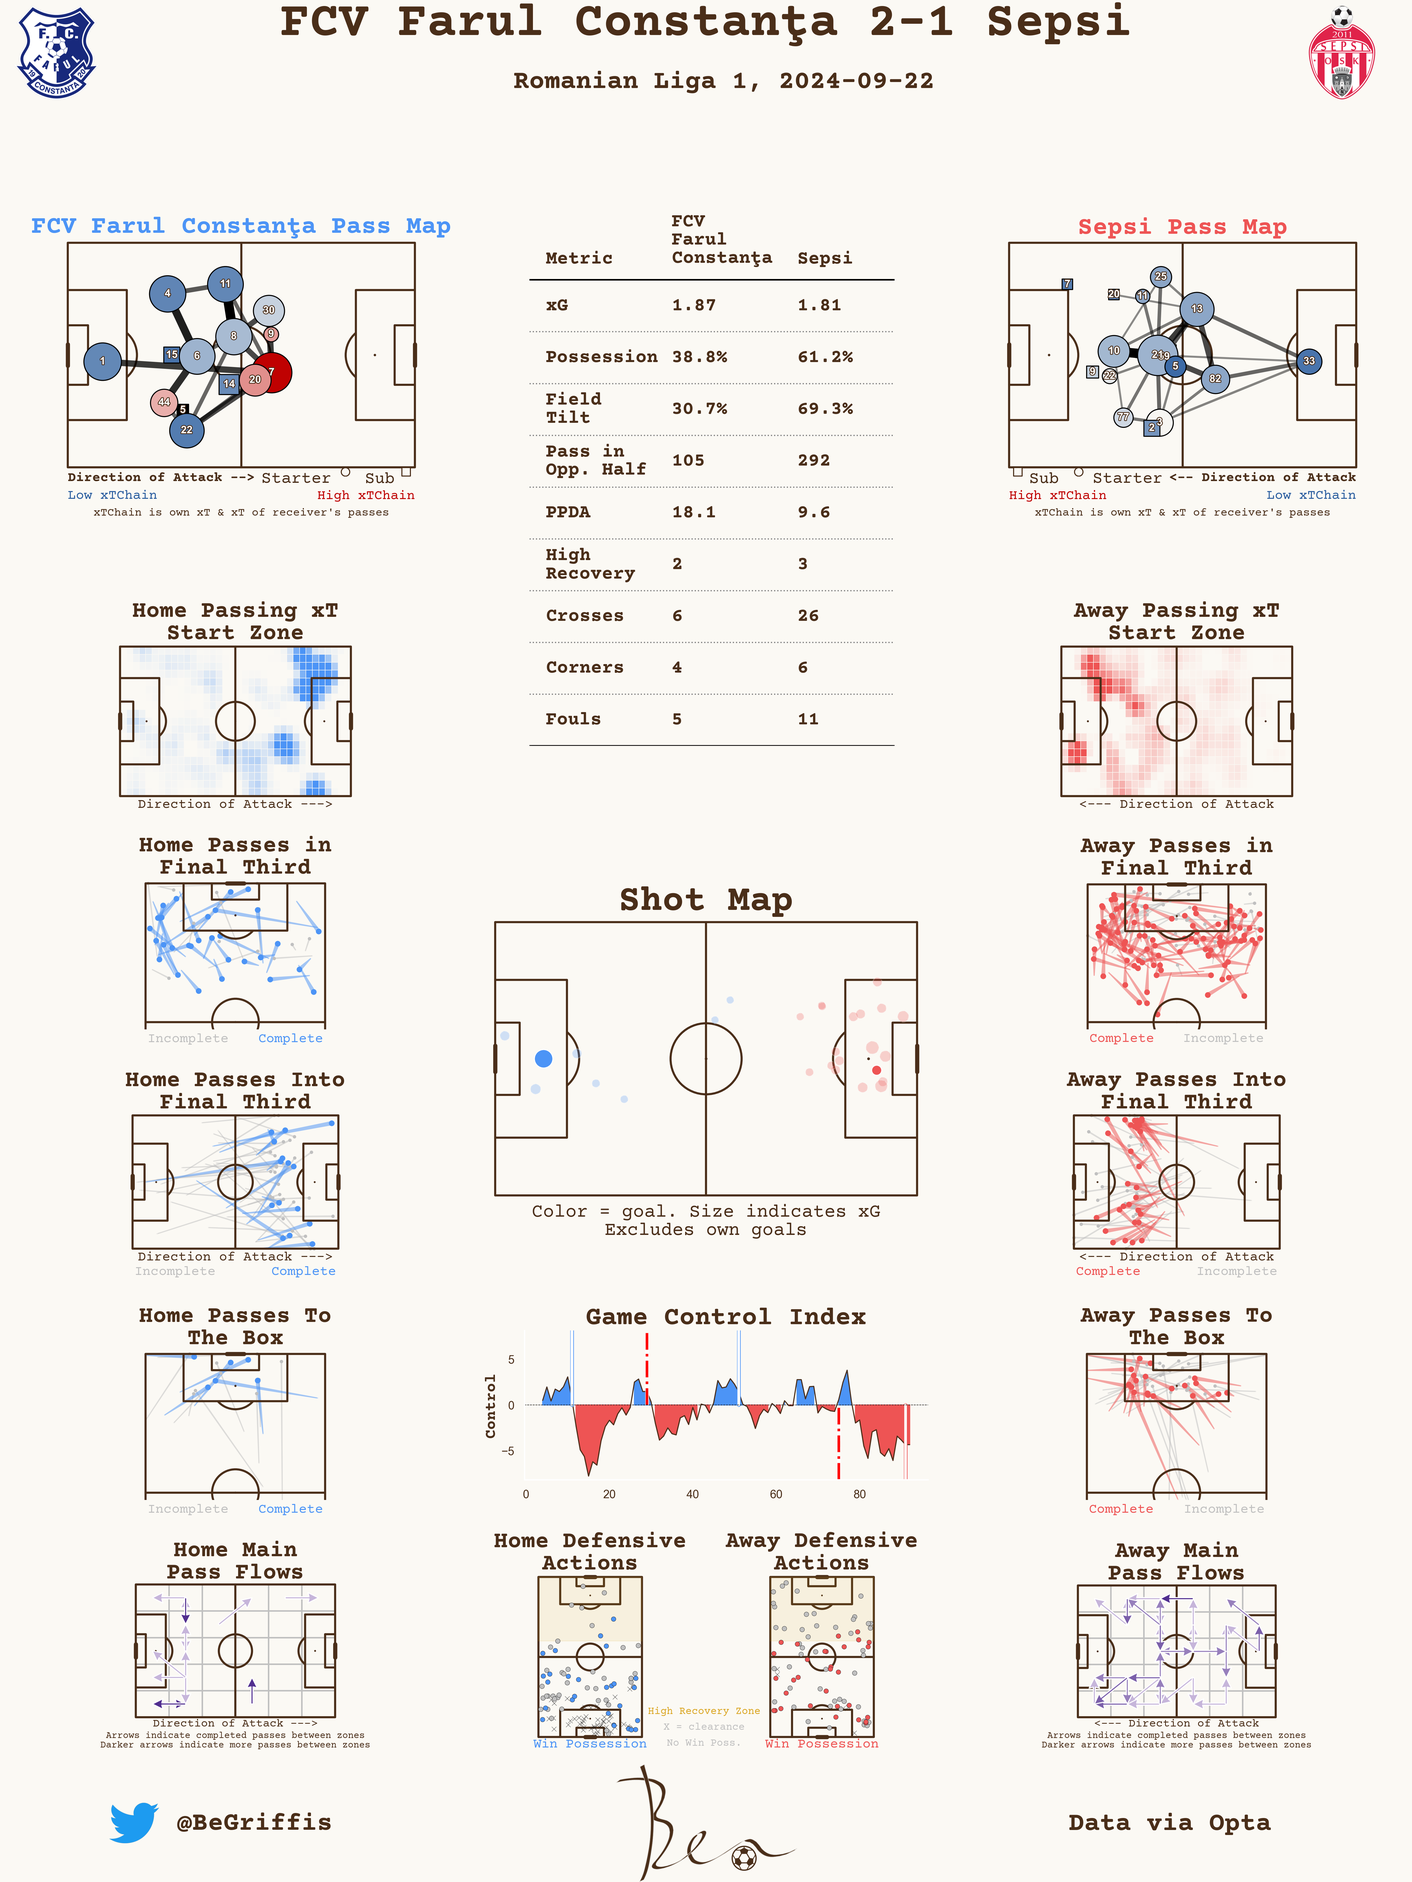 FCV Farul Constanţa 2-1 Sepsi
Romanian Liga 1, 2024-09-22
F. C.
FARUL
19 20
CONSTANTA
2011
SEPSI
OSK
FCV Farul Constanţa Pass Map
1
4
11
30
9
8
6
15
7
20
14
44
5
22
Direction of Attack --> Starter Sub
Low xTChain High xTChain
xTChain is own xT & xT of receiver's passes
Metric FCV Farul Constanţa Sepsi
xG 1.87 1.81
Possession 38.8% 61.2%
Field Tilt 30.7% 69.3%
Pass in Opp. Half 105 292
PPDA 18.1 9.6
High Recovery 2 3
Crosses 6 26
Corners 4 6
Fouls 5 11
Sepsi Pass Map
7
20
11
25
13
10
21
19
5
33
9
22
82
77
2
3
Sub Starter <-- Direction of Attack
High xTChain Low xTChain
xTChain is own xT & xT of receiver's passes
Home Passing xT
Start Zone
Direction of Attack --->
Away Passing xT
Start Zone
<--- Direction of Attack
Home Passes in
Final Third
Incomplete Complete
Away Passes in
Final Third
Complete Incomplete
Shot Map
Color = goal. Size indicates xG
Excludes own goals
Home Passes Into
Final Third
Direction of Attack --->
Incomplete Complete
Away Passes Into
Final Third
<--- Direction of Attack
Complete Incomplete
Home Passes To
The Box
Incomplete Complete
Game Control Index
Control
5
0
−5
0 20 40 60 80
Away Passes To
The Box
Complete Incomplete
Home Main
Pass Flows
Direction of Attack --->
Arrows indicate completed passes between zones
Darker arrows indicate more passes between zones
Home Defensive
Actions
Win Possession
Away Defensive
Actions
Win Possession
High Recovery Zone
X = clearance
No Win Poss.
Away Main
Pass Flows
<--- Direction of Attack
Arrows indicate completed passes between zones
Darker arrows indicate more passes between zones
@BeGriffis
Ben
Data via Opta